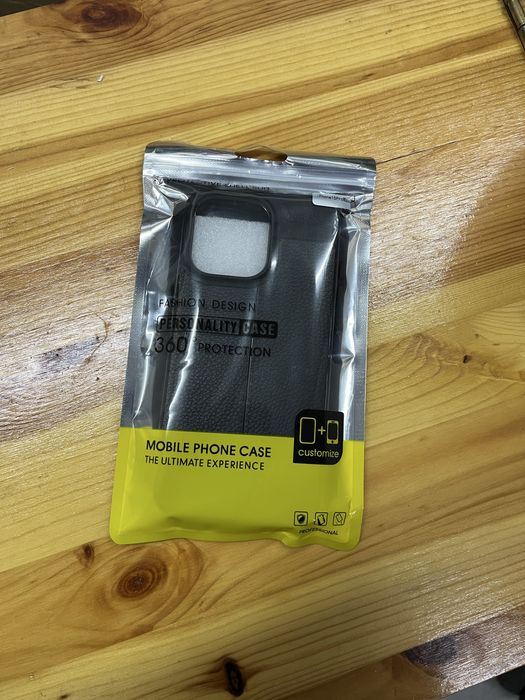 FASHION DESIGN
PERSONALITY CASE
360° PROTECTION
MOBILE PHONE CASE
THE ULTIMATE EXPERIENCE
+
customize
PROFESSIONAL